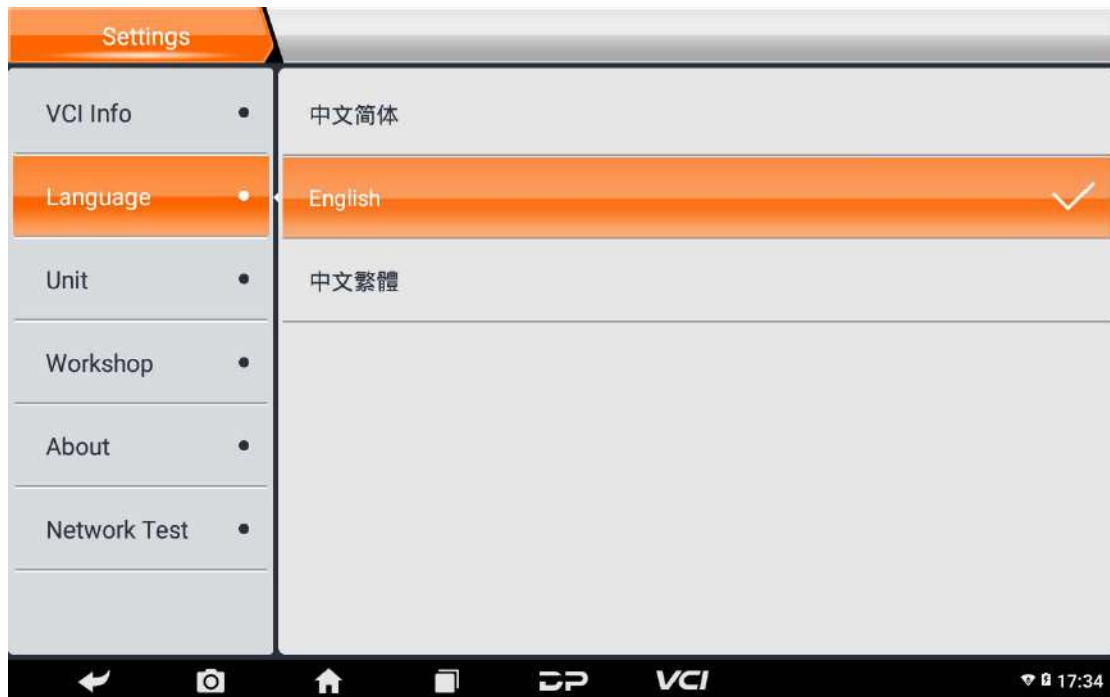 Settings
VCI Info
中文简体
Language
English
Unit
中文繁體
Workshop
About
Network Test
DP
VCI
17:34